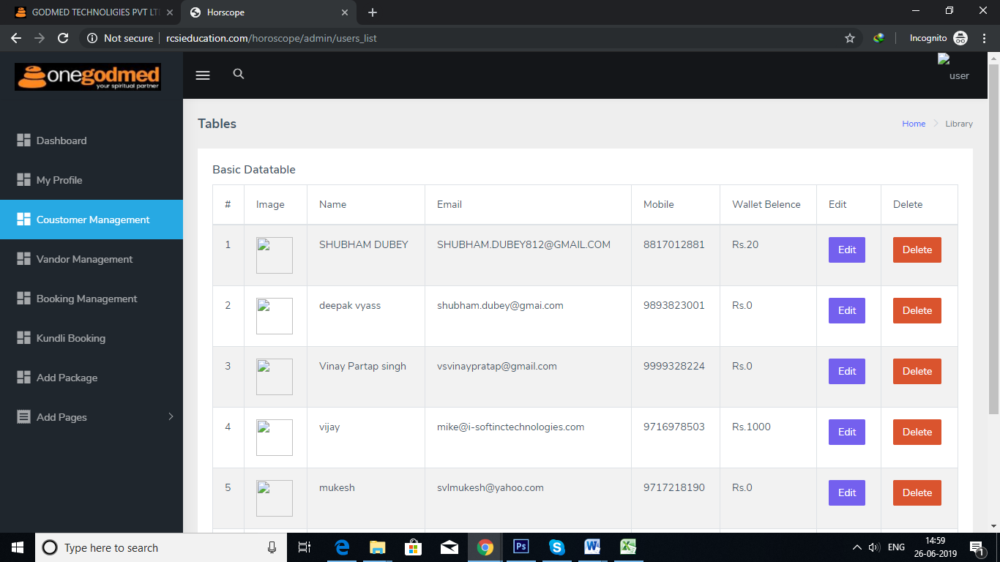 GODMED TECHNOLIGIES PVT LT
Horscope
Not secure
rcsieducation.com/horoscope/admin/users_list
Incognito
onegodmed
your spiritual partner
user
Tables
Home
Library
Dashboard
My Profile
Coustomer Management
Vandor Management
Booking Management
Kundli Booking
Add Package
Add Pages
Basic Datatable
# Image Name Email Mobile Wallet Belence Edit Delete
1 SHUBHAM DUBEY SHUBHAM.DUBEY812@GMAIL.COM 8817012881 Rs.20 Edit Delete
2 deepak vyass shubham.dubey@gmai.com 9893823001 Rs.0 Edit Delete
3 Vinay Partap singh vsvinaypratap@gmail.com 9999328224 Rs.0 Edit Delete
4 vijay mike@i-softinctechnologies.com 9716978503 Rs.1000 Edit Delete
5 mukesh svlmukesh@yahoo.com 9717218190 Rs.0 Edit Delete
Type here to search
Ps
ENG
14:59
26-06-2019
1